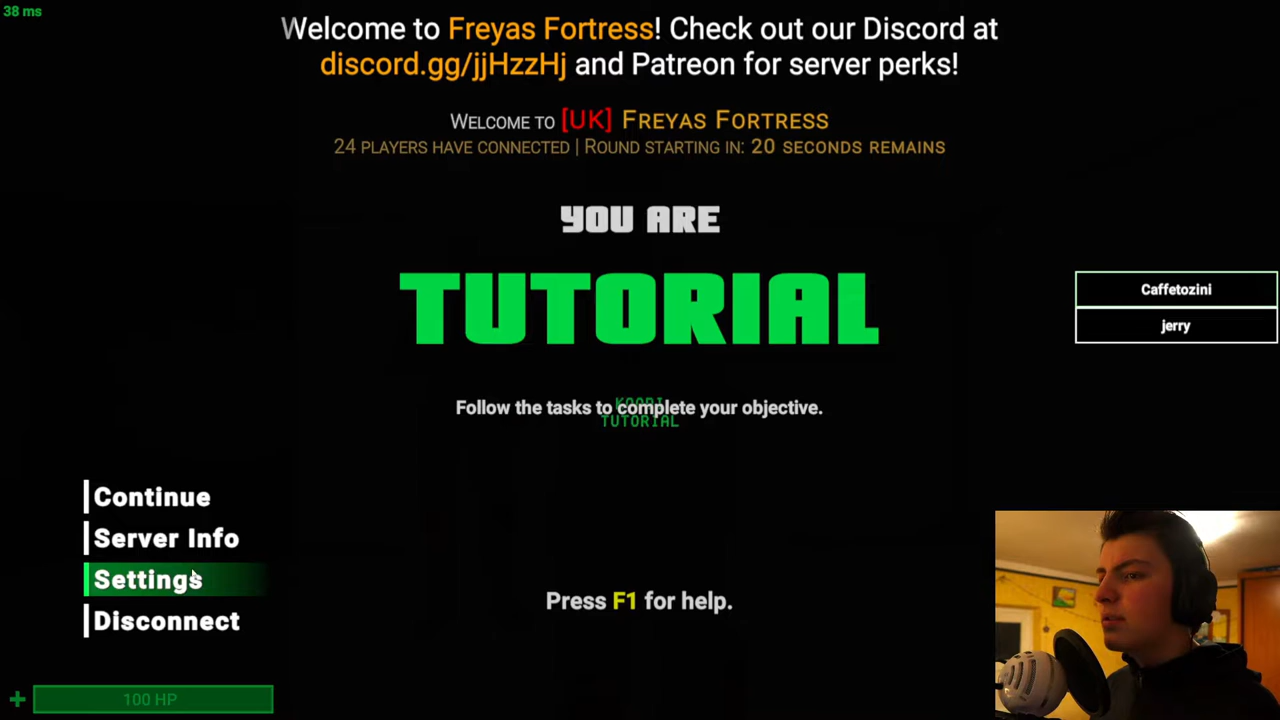 38 ms
Welcome to Freyas Fortress! Check out our Discord at
discord.gg/jjHzzHj and Patreon for server perks!
WELCOME TO [UK] FREYAS FORTRESS
24 PLAYERS HAVE CONNECTED | ROUND STARTING IN: 20 SECONDS REMAINS
YOU ARE
TUTORIAL
Caffetozini
jerry
Follow the tasks to complete your objective.
TUTORIAL
Continue
Server Info
Settings
Disconnect
Press F1 for help.
+ 100 HP